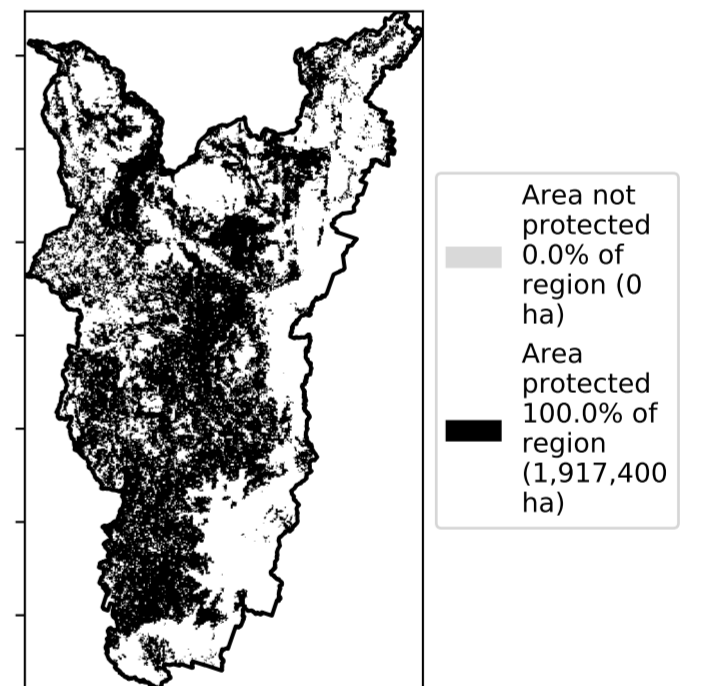 Area not
protected
0.0% of
region (0
ha)
Area
protected
100.0% of
region
(1,917,400
ha)